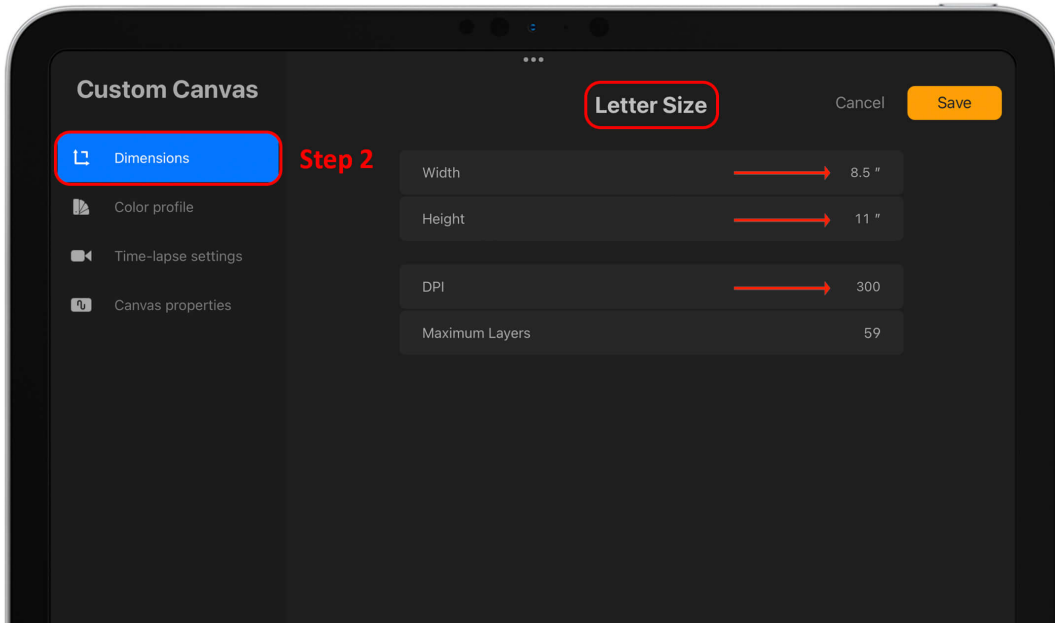 Custom Canvas
Letter Size
Cancel
Save
Dimensions
Step 2
Color profile
Time-lapse settings
Canvas properties
Width
8.5 "
Height
11 "
DPI
300
Maximum Layers
59